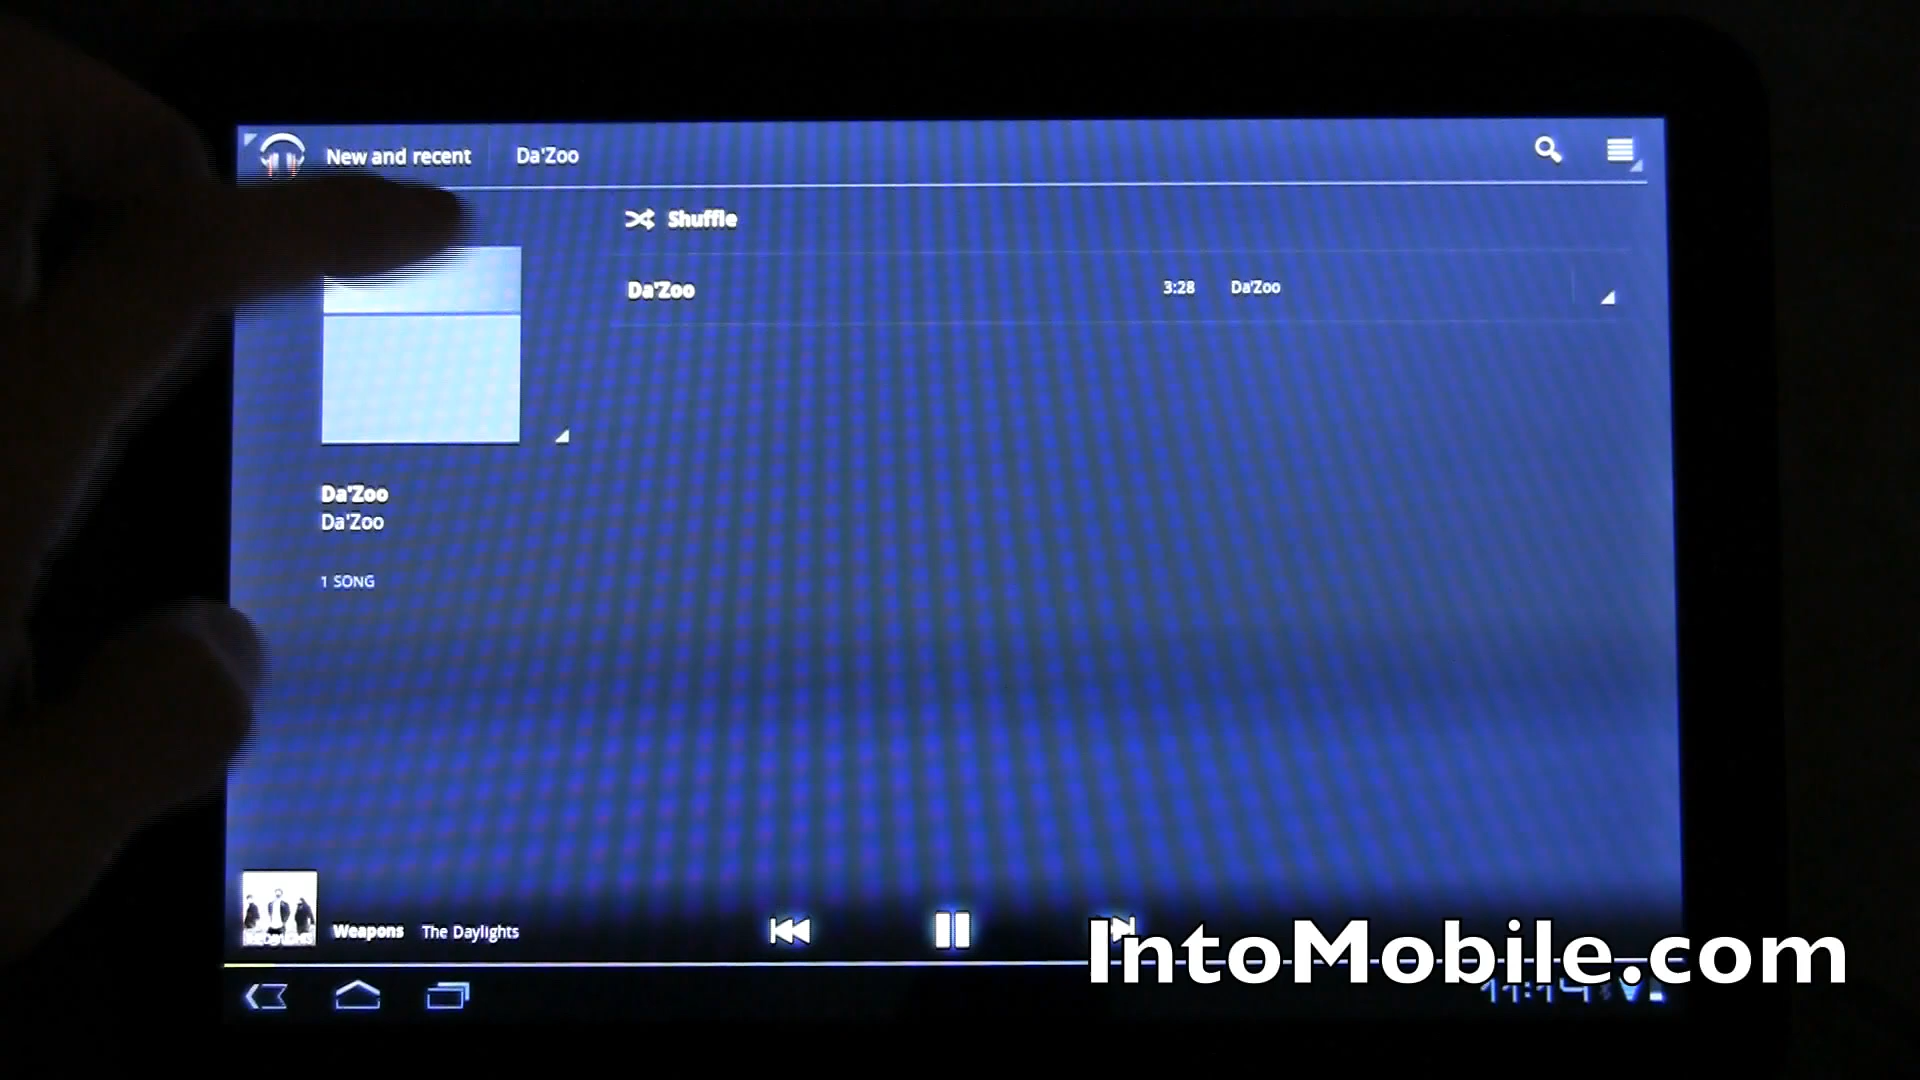 New and recent Da'Zoo
Shuffle
Da'Zoo 3:28 Da'Zoo
Da'Zoo
Da'Zoo
1 SONG
Weapons The Daylights
IntoMobile.com